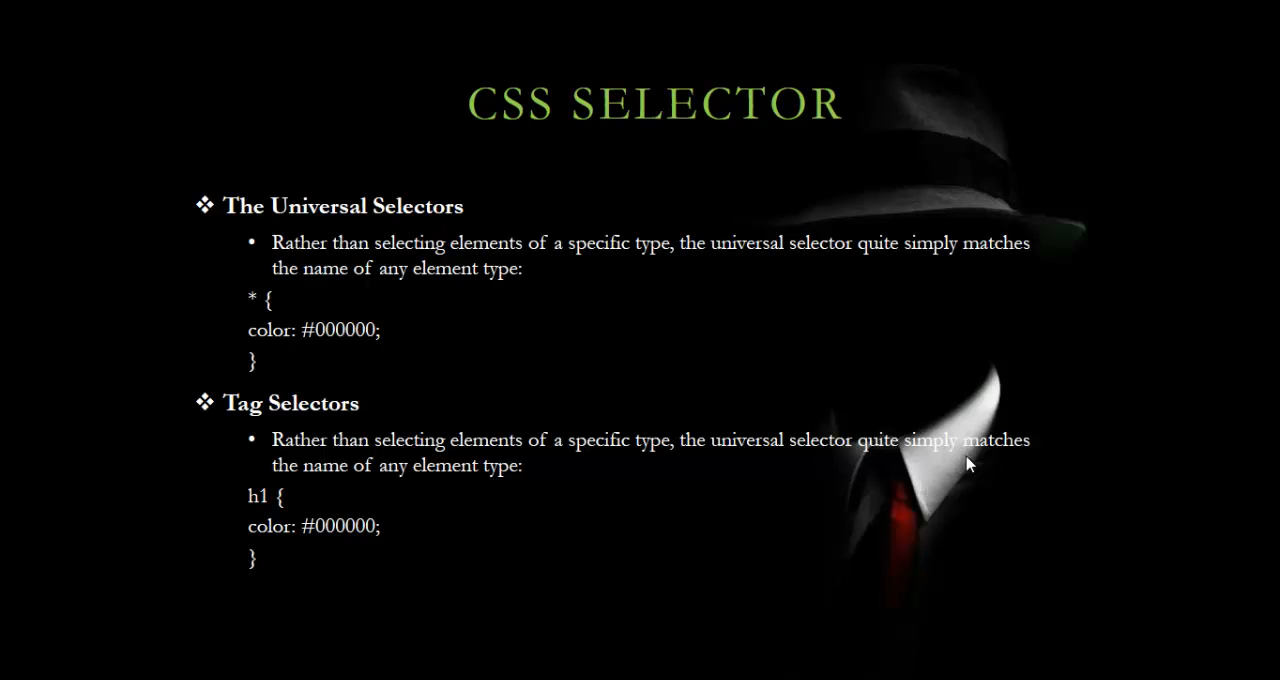 CSS SELECTOR
❖ The Universal Selectors
• Rather than selecting elements of a specific type, the universal selector quite simply matches
the name of any element type:
* {
color: #000000;
}
❖ Tag Selectors
• Rather than selecting elements of a specific type, the universal selector quite simply matches
the name of any element type:
h1 {
color: #000000;
}